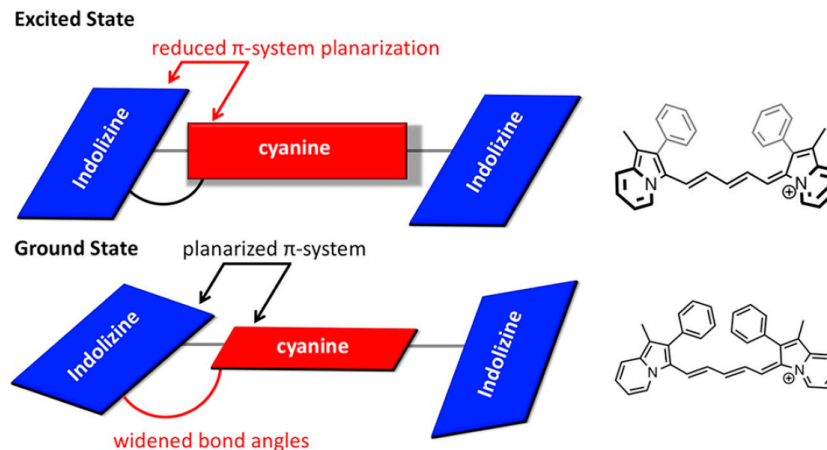 Excited State
reduced π-system planarization
Indolizine
cyanine
Indolizine
N
N
⊕
Ground State
planarized π-system
Indolizine
cyanine
Indolizine
widened bond angles
N
N
⊕